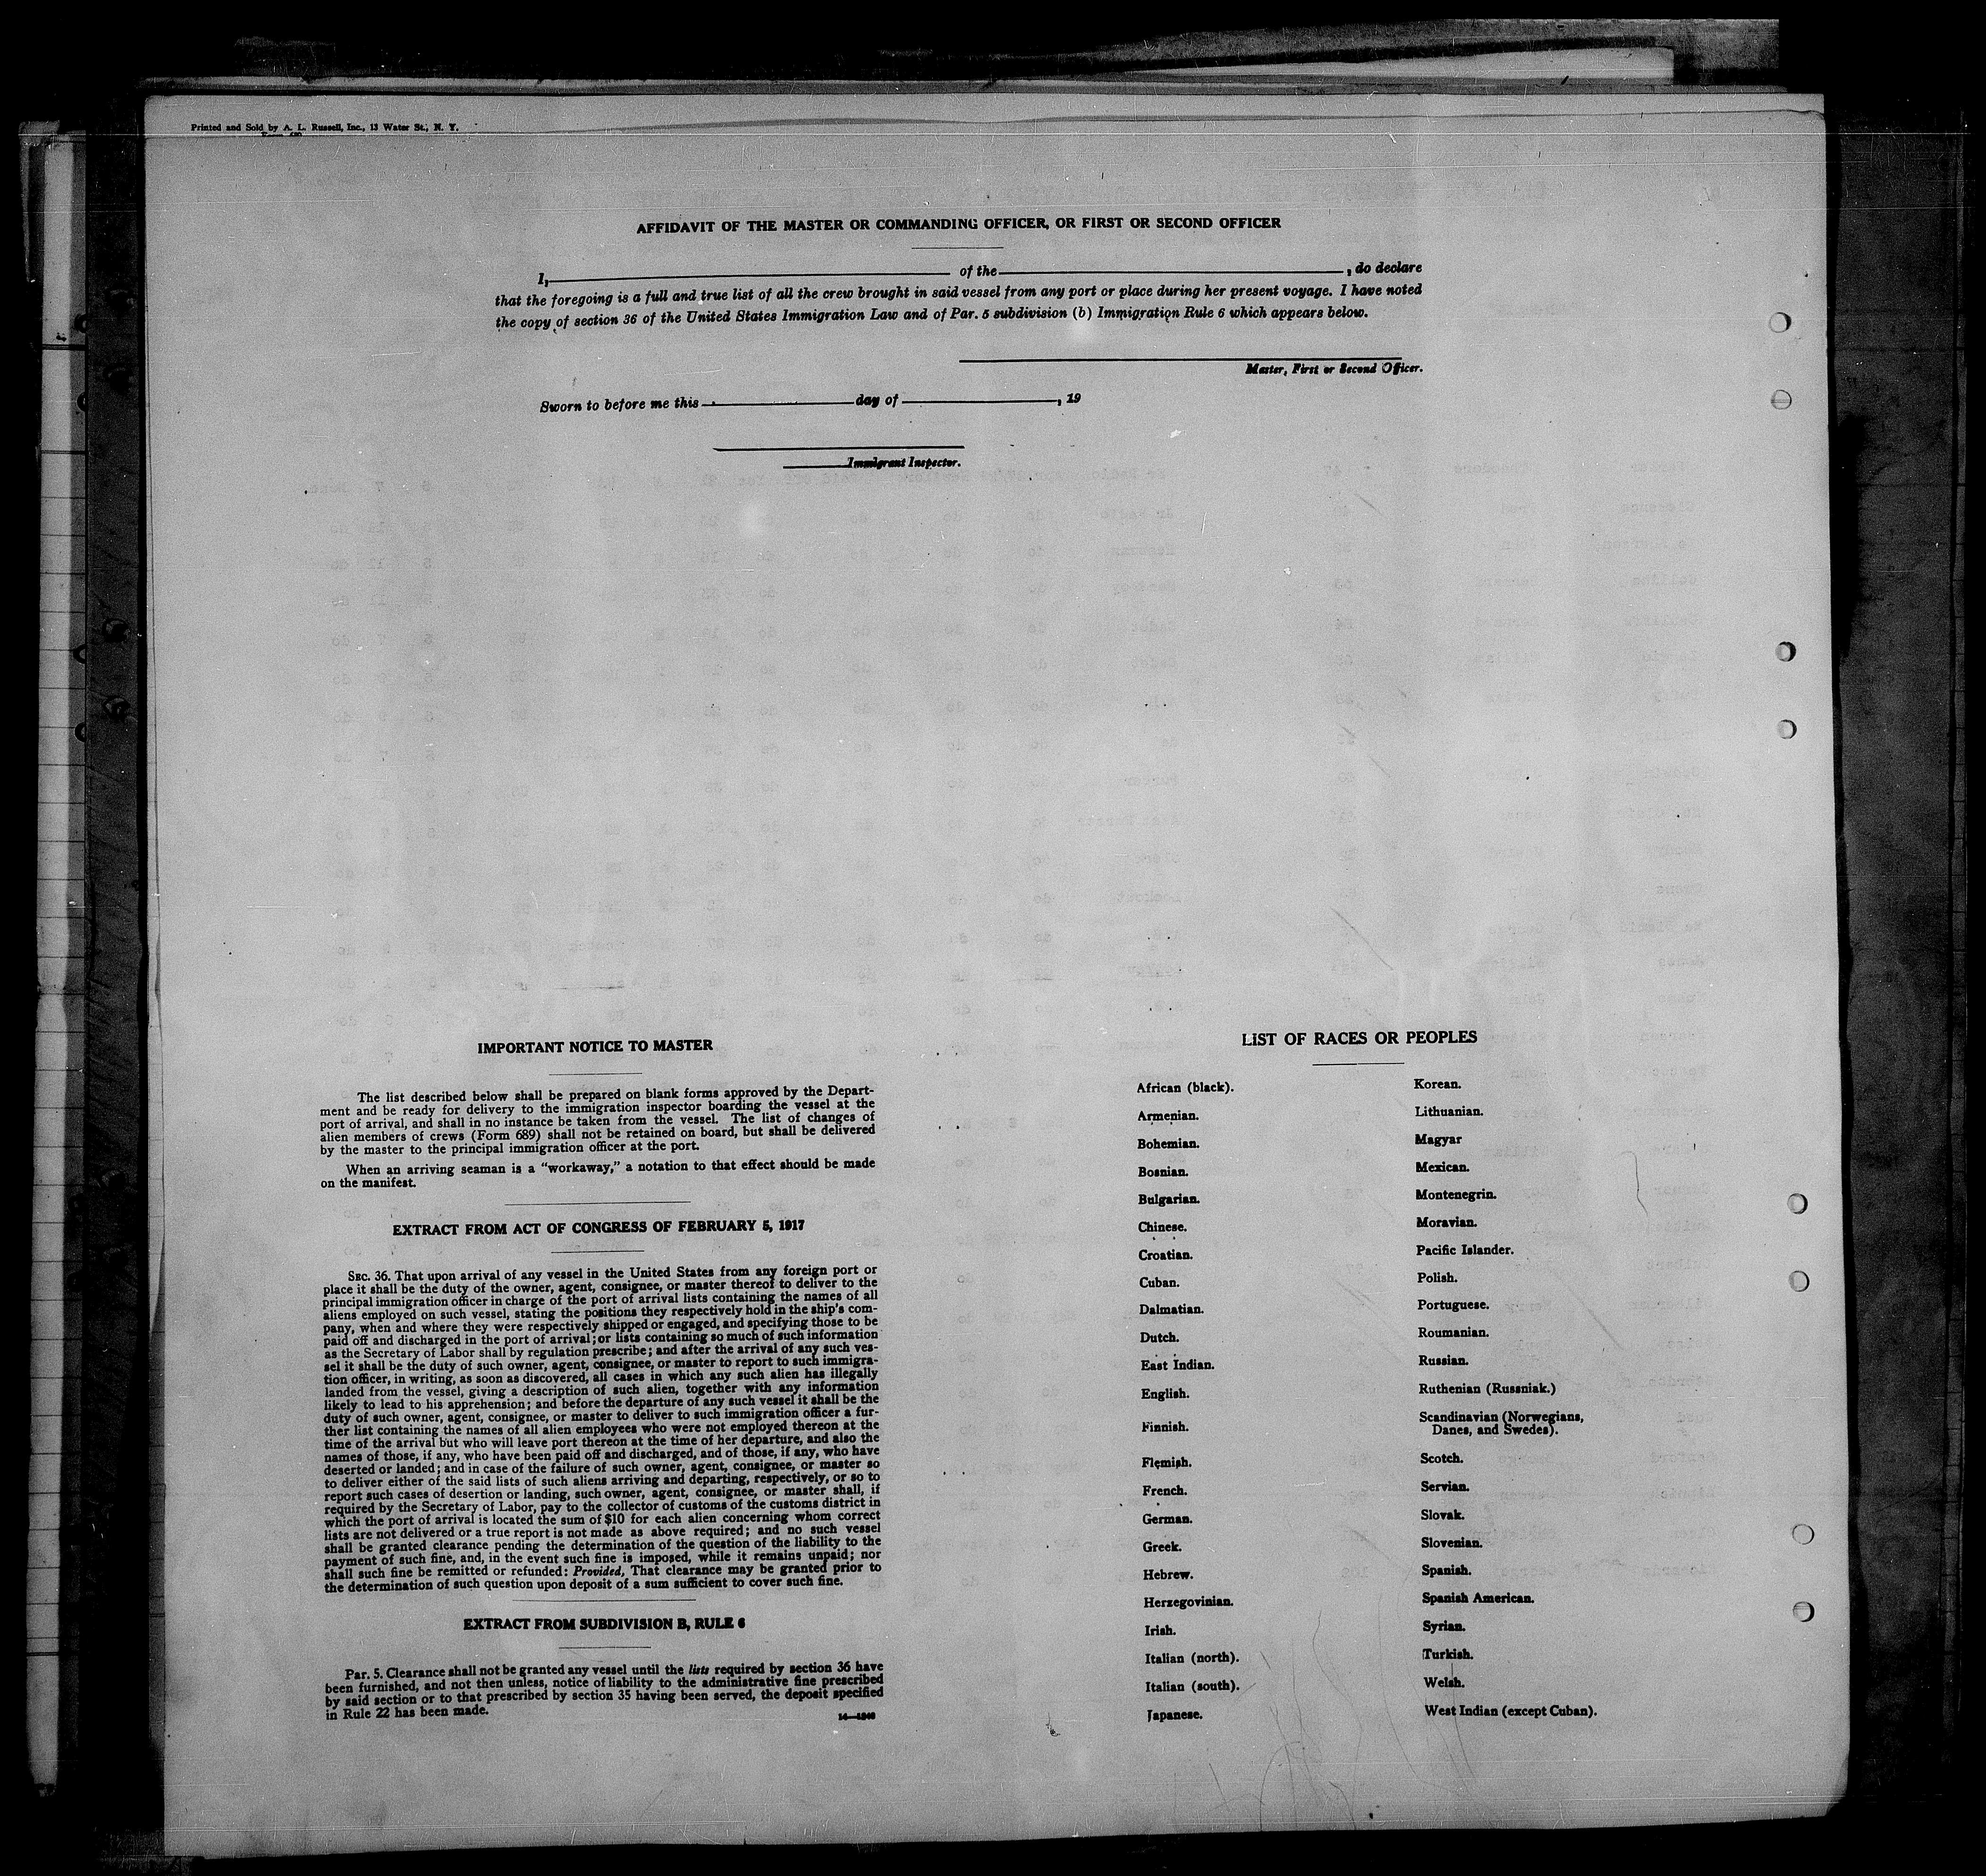 Printed and Sold by A. L. Russell, Inc., 13 Water St., N. Y.
AFFIDAVIT OF THE MASTER OR COMMANDING OFFICER, OR FIRST OR SECOND OFFICER
I, of the , do declare
that the foregoing is a full and true list of all the crew brought in said vessel from any port or place during her present voyage. I have noted
the copy of section 36 of the United States Immigration Law and of Par. 5 subdivision (b) Immigration Rule 6 which appears below.
Master, First or Second Officer.
Sworn to before me this day of , 19
Immigrant Inspector.
IMPORTANT NOTICE TO MASTER
The list described below shall be prepared on blank forms approved by the Depart-
ment and be ready for delivery to the immigration inspector boarding the vessel at the
port of arrival, and shall in no instance be taken from the vessel. The list of changes of
alien members of crews (Form 689) shall not be retained on board, but shall be delivered
by the master to the principal immigration officer at the port.
When an arriving seaman is a "workaway," a notation to that effect should be made
on the manifest.
EXTRACT FROM ACT OF CONGRESS OF FEBRUARY 5, 1917
SEC. 36. That upon arrival of any vessel in the United States from any foreign port or
place it shall be the duty of the owner, agent, consignee, or master thereof to deliver to the
principal immigration officer in charge of the port of arrival lists containing the names of all
aliens employed on such vessel, stating the positions they respectively hold in the ship's com-
pany, when and where they were respectively shipped or engaged, and specifying those to be
paid off and discharged in the port of arrival; or lists containing so much of such information
as the Secretary of Labor shall by regulation prescribe; and after the arrival of any such ves-
sel it shall be the duty of such owner, agent, consignee, or master to report to such immigra-
tion officer, in writing, as soon as discovered, all cases in which any such alien has illegally
landed from the vessel, giving a description of such alien, together with any information
likely to lead to his apprehension; and before the departure of any such vessel it shall be the
duty of such owner, agent, consignee, or master to deliver to such immigration officer a fur-
ther list containing the names of all alien employees who were not employed thereon at the
time of the arrival but who will leave port thereon at the time of her departure, and also the
names of those, if any, who have been paid off and discharged, and of those, if any, who have
deserted or landed; and in case of the failure of such owner, agent, consignee, or master so
to deliver either of the said lists of such aliens arriving and departing, respectively, or so to
report such cases of desertion or landing, such owner, agent, consignee, or master shall, if
required by the Secretary of Labor, pay to the collector of customs of the customs district in
which the port of arrival is located the sum of $10 for each alien concerning whom correct
lists are not delivered or a true report is not made as above required; and no such vessel
shall be granted clearance pending the determination of the question of the liability to the
payment of such fine, and, in the event such fine is imposed, while it remains unpaid; nor
shall such fine be remitted or refunded: Provided, That clearance may be granted prior to
the determination of such question upon deposit of a sum sufficient to cover such fine.
EXTRACT FROM SUBDIVISION B, RULE 6
Par. 5. Clearance shall not be granted any vessel until the lists required by section 36 have
been furnished, and not then unless, notice of liability to the administrative fine prescribed
by said section or to that prescribed by section 35 having been served, the deposit specified
in Rule 22 has been made.
LIST OF RACES OR PEOPLES
African (black).
Armenian.
Bohemian.
Bosnian.
Bulgarian.
Chinese.
Croatian.
Cuban.
Dalmatian.
Dutch.
East Indian.
English.
Finnish.
Flemish.
French.
German.
Greek.
Hebrew.
Herzegovinian.
Irish.
Italian (north).
Italian (south).
Japanese.
Korean.
Lithuanian.
Magyar
Mexican.
Montenegrin.
Moravian.
Pacific Islander.
Polish.
Portuguese.
Roumanian.
Russian.
Ruthenian (Russniak.)
Scandinavian (Norwegians,
Danes, and Swedes).
Scotch.
Servian.
Slovak.
Slovenian.
Spanish.
Spanish American.
Syrian.
Turkish.
Welsh.
West Indian (except Cuban).